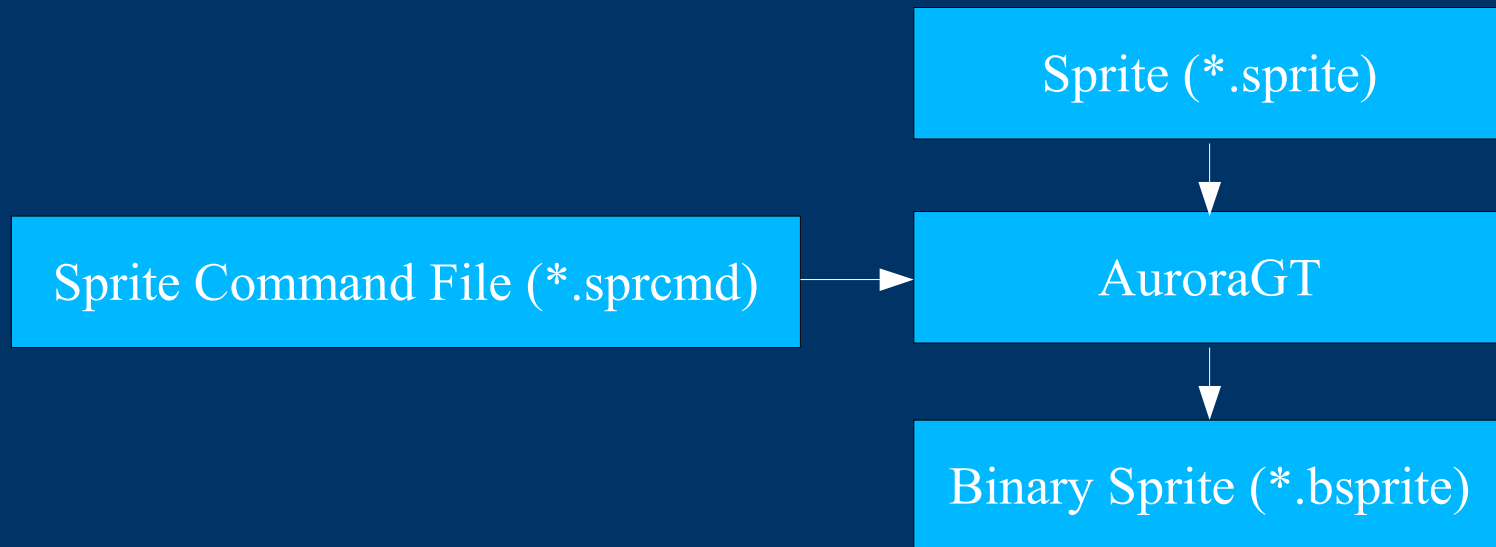 Sprite (*.sprite)
Sprite Command File (*.sprcmd)
AuroraGT
Binary Sprite (*.bsprite)